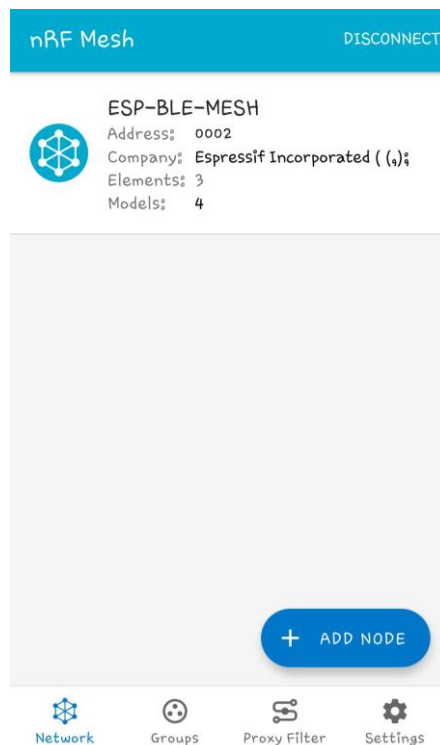 nRF Mesh DISCONNECT
ESP-BLE-MESH
Address: 0002
Company: Espressif Incorporated ( (,);
Elements: 3
Models: 4
+ ADD NODE
Network Groups Proxy Filter Settings